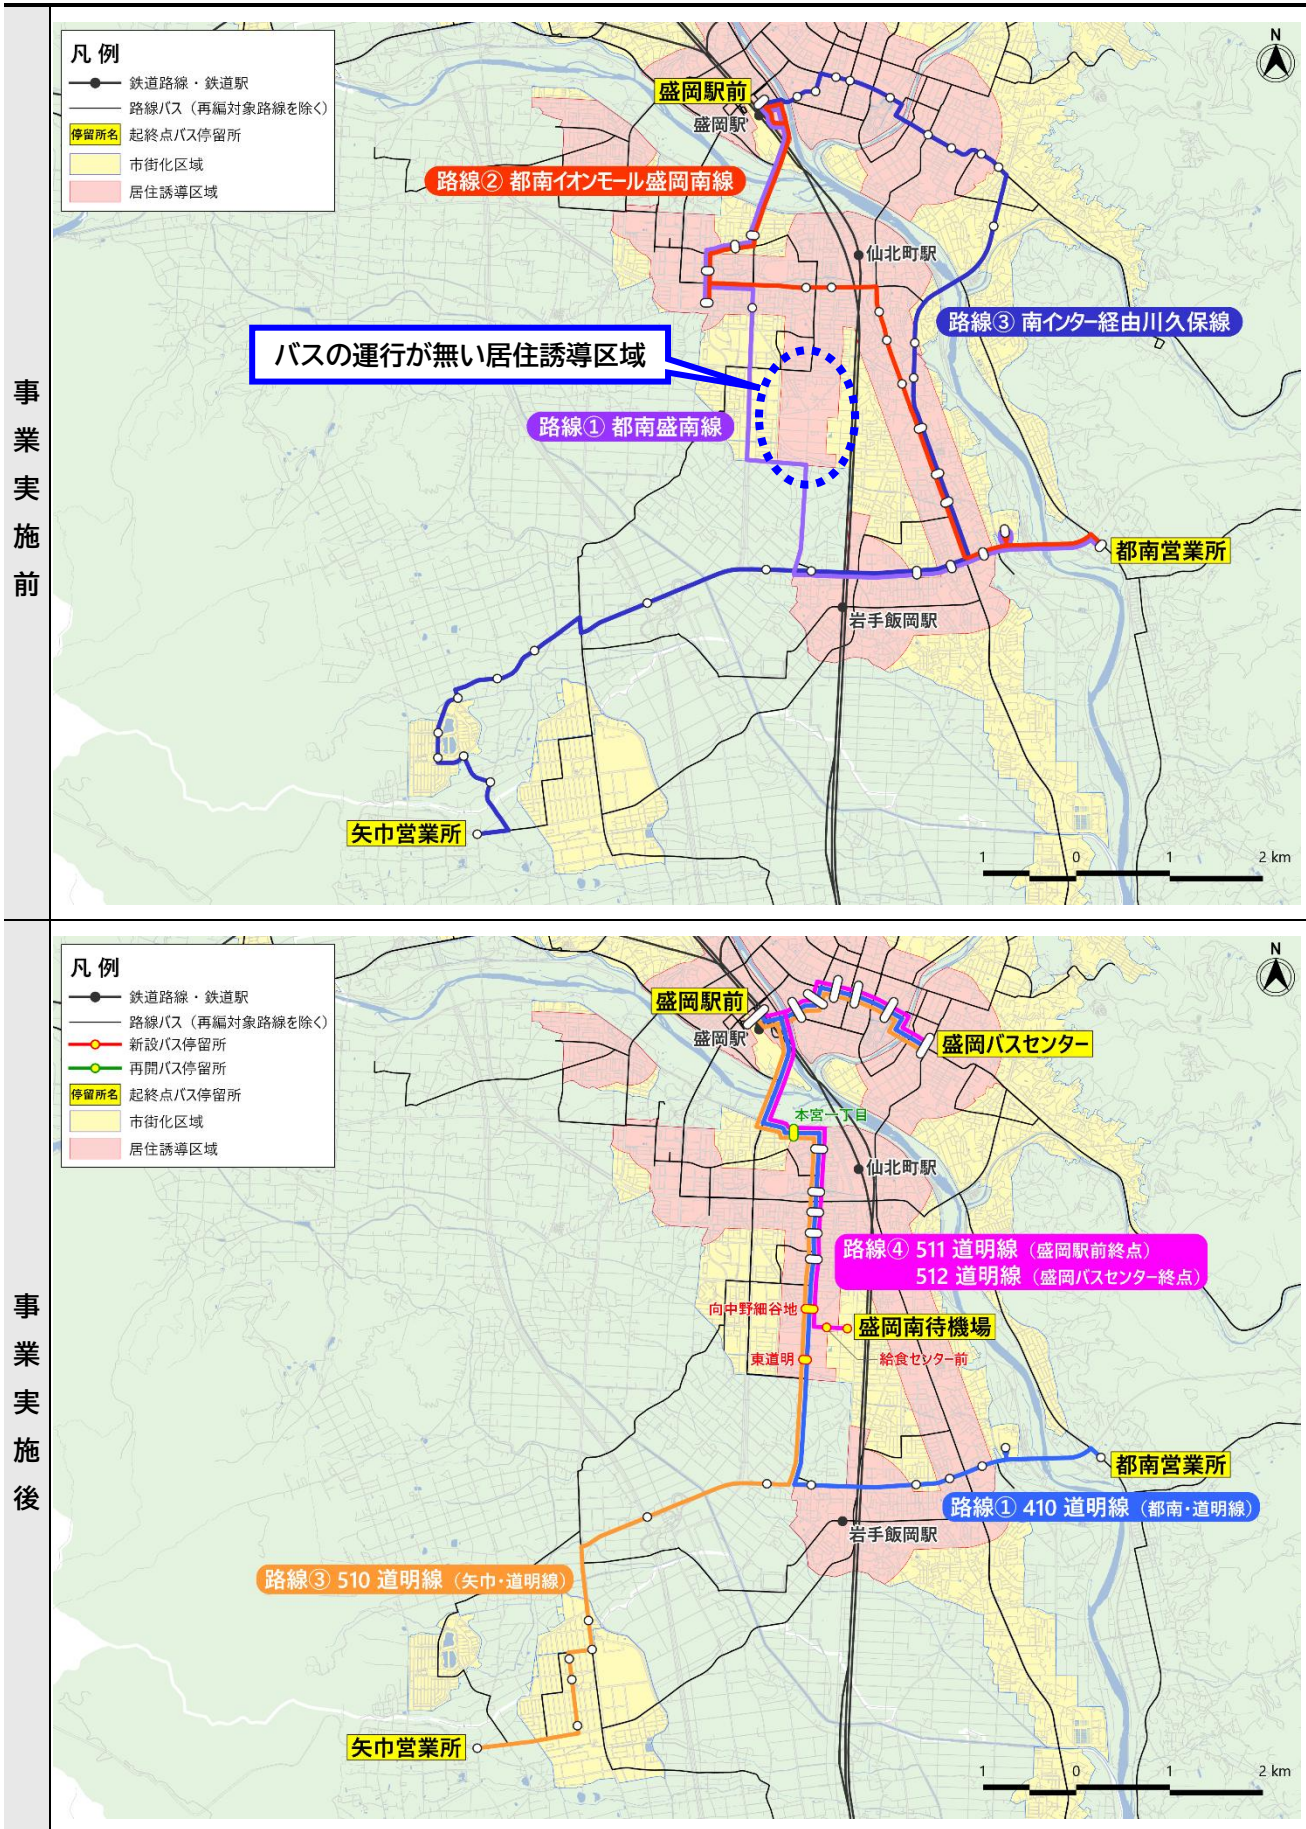 事業実施前
凡例
鉄道路線・鉄道駅
路線バス（再編対象路線を除く）
停留所名 起終点バス停留所
市街化区域
居住誘導区域
N
盛岡駅前
盛岡駅
路線② 都南イオンモール盛岡南線
仙北町駅
路線③ 南インター経由川久保線
バスの運行が無い居住誘導区域
路線① 都南盛南線
都南営業所
岩手飯岡駅
矢巾営業所
1 0 1 2 km
事業実施後
凡例
鉄道路線・鉄道駅
路線バス（再編対象路線を除く）
新設バス停留所
再開バス停留所
停留所名 起終点バス停留所
市街化区域
居住誘導区域
N
盛岡駅前
盛岡駅
盛岡バスセンター
本宮一丁目
仙北町駅
路線④ 511 道明線（盛岡駅前終点）
512 道明線（盛岡バスセンター終点）
向中野細谷地
盛岡南待機場
東道明
給食センター前
都南営業所
路線① 410 道明線（都南・道明線）
岩手飯岡駅
路線③ 510 道明線（矢巾・道明線）
矢巾営業所
1 0 1 2 km